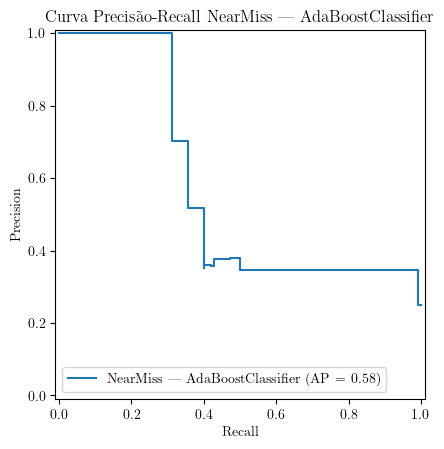 Curva Precisão-Recall NearMiss — AdaBoostClassifier
1.0
0.8
0.6
0.4
0.2
0.0
Precision
0.0 0.2 0.4 0.6 0.8 1.0
Recall
NearMiss — AdaBoostClassifier (AP = 0.58)